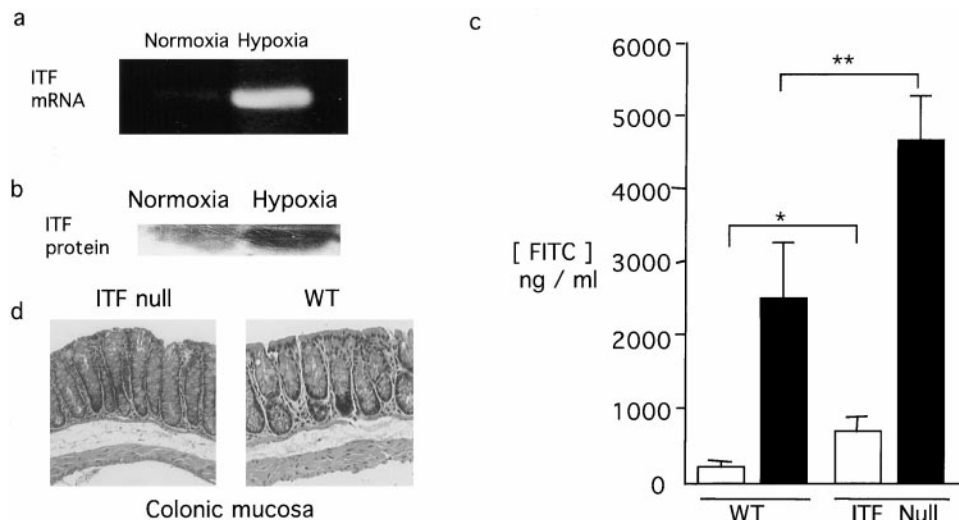 a
Normoxia Hypoxia
ITF
mRNA
b
Normoxia Hypoxia
ITF
protein
ITF null WT
d
Colonic mucosa
c
6000
5000
4000
3000
2000
1000
0
[ FITC ]
ng / ml
**
*
WT ITF Null